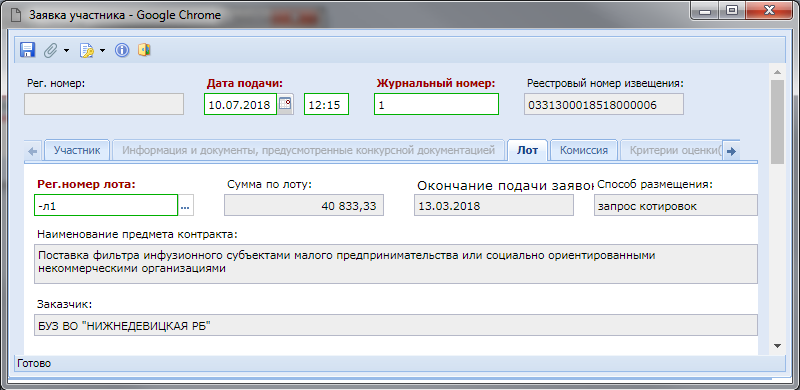 Заявка участника - Google Chrome
Рег. номер:
Дата подачи:
Журнальный номер:
Реестровый номер извещения:
10.07.2018
12:15
1
0331300018518000006
Участник
Информация и документы, предусмотренные конкурсной документацией
Лот
Комиссия
Критерии оценки(
Рег.номер лота:
Сумма по лоту:
Окончание подачи заявок
Способ размещения:
-л1
...
40 833,33
13.03.2018
запрос котировок
Наименование предмета контракта:
Поставка фильтра инфузионного субъектами малого предпринимательства или социально ориентированными
некоммерческими организациями
Заказчик:
БУЗ ВО "НИЖНЕДЕВИЦКАЯ РБ"
Готово